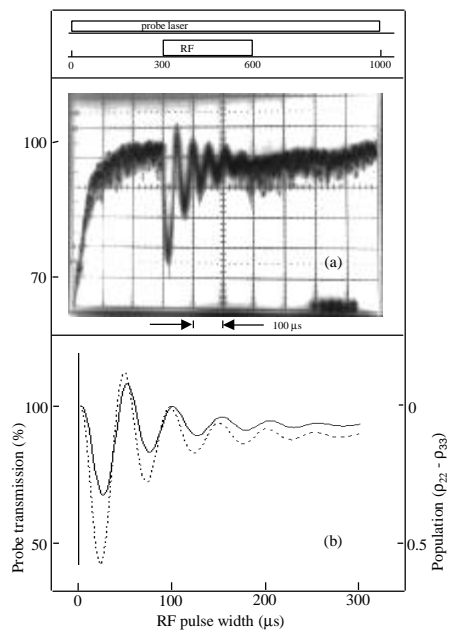 probe laser
RF
0 300 600 1000
100
70
(a)
100 μs
Probe transmission (%)
100
50
0
0.5
Population (ρ22 - ρ33)
(b)
0 100 200 300
RF pulse width (μs)